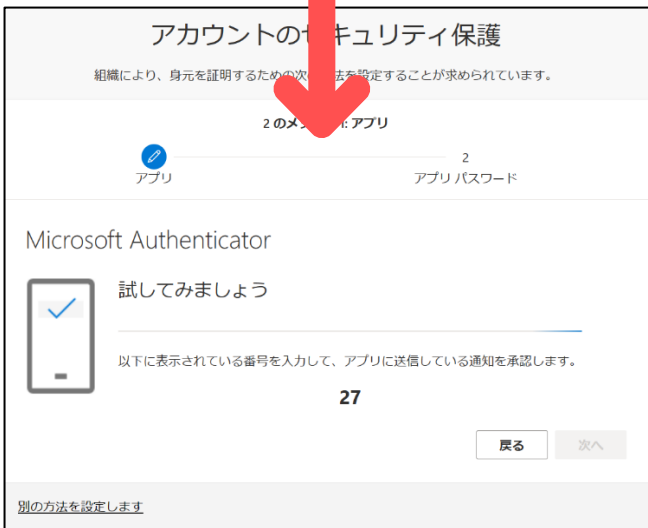 アカウントのセキュリティ保護
組織により、身元を証明するための次の方法を設定することが求められています。
2 のメ : アプリ
アプリ
2
アプリ パスワード
Microsoft Authenticator
試してみましょう
以下に表示されている番号を入力して、アプリに送信している通知を承認します。
27
戻る
次へ
別の方法を設定します